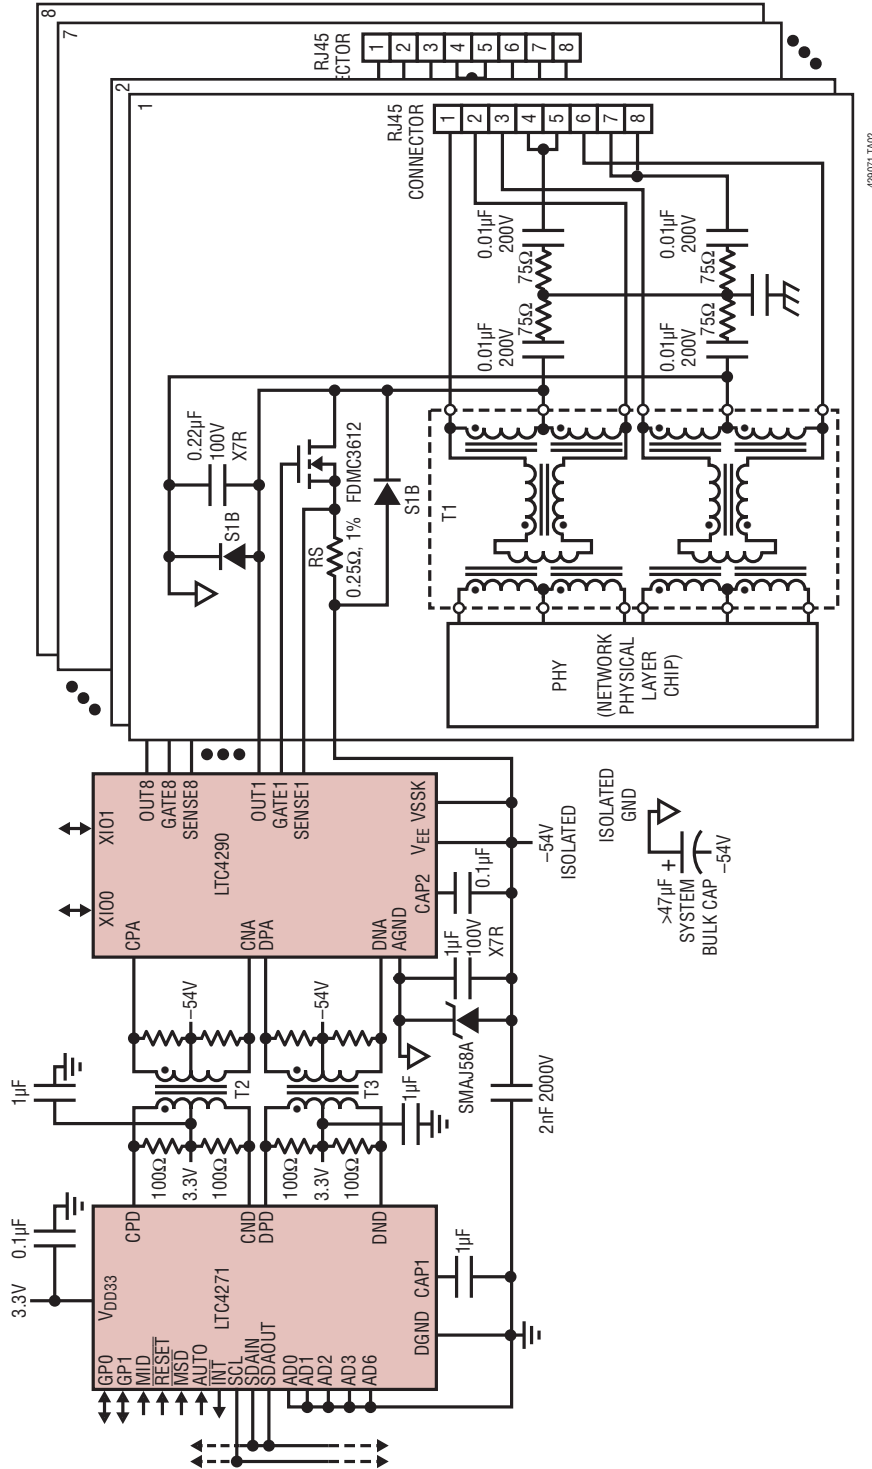 8
7
2
1
RJ45
CTOR
1
2
3
4
5
6
7
8
RJ45
CONNECTOR
1
2
3
4
5
6
7
8
0.01µF
200V
75Ω
75Ω
0.01µF
200V
0.01µF
200V
75Ω
75Ω
0.01µF
200V
0.22µF
100V
X7R
S1B
FDMC3612
RS
0.25Ω, 1%
S1B
T1
PHY
(NETWORK
PHYSICAL
LAYER
CHIP)
XIO1
XIO0
OUT8
GATE8
SENSE8
OUT1
GATE1
SENSE1
LTC4290
CPA
CNA
DPA
DNA
AGND
CAP2
VEE
VSSK
–54V
ISOLATED
ISOLATED
GND
>47µF
+
SYSTEM
BULK CAP
–54V
0.1µF
1µF
100V
X7R
SMAJ58A
2nF 2000V
–54V
–54V
T2
T3
1µF
1µF
100Ω
3.3V
100Ω
100Ω
3.3V
100Ω
0.1µF
3.3V
VDD33
CPD
CND
DPD
DND
LTC4271
CAP1
DGND
1µF
GP0
GP1
MID
RESET
MSD
AUTO
INT
SCL
SDAIN
SDAOUT
AD0
AD1
AD2
AD3
AD6
429071 TA02